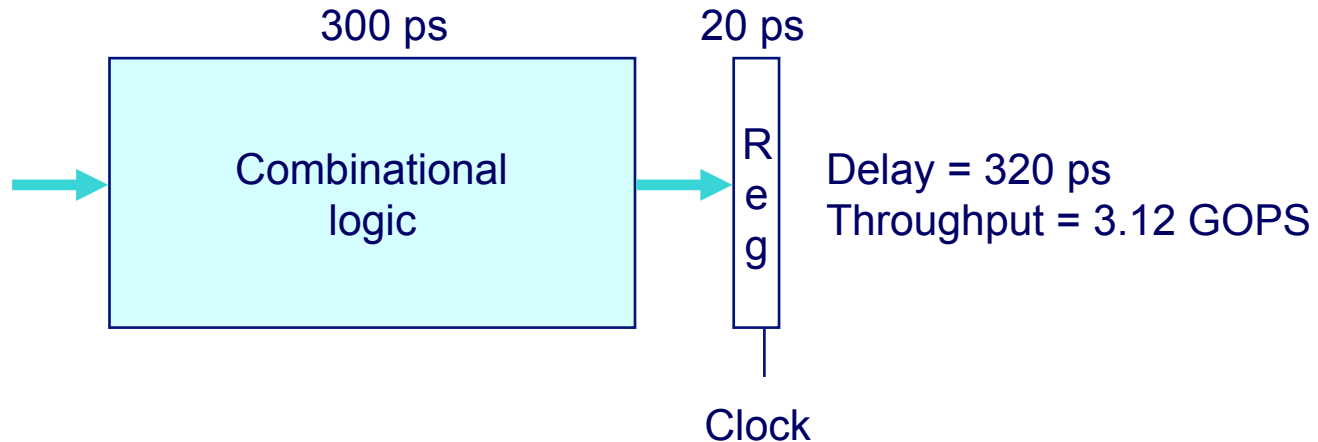 300 ps
20 ps
Combinational
logic
R
e
g
Delay = 320 ps
Throughput = 3.12 GOPS
Clock